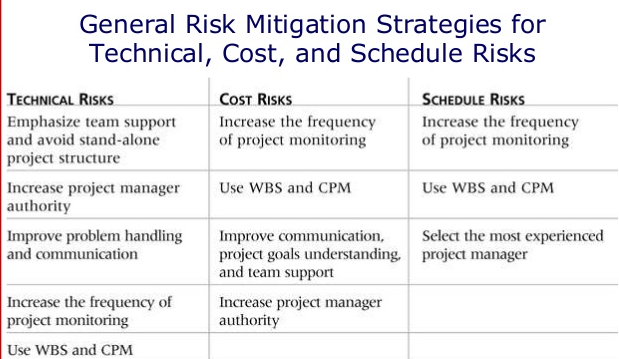 General Risk Mitigation Strategies for
Technical, Cost, and Schedule Risks
TECHNICAL RISKS
COST RISKS
SCHEDULE RISKS
Emphasize team support
and avoid stand-alone
project structure
Increase the frequency
of project monitoring
Increase the frequency
of project monitoring
Increase project manager
authority
Use WBS and CPM
Use WBS and CPM
Improve problem handling
and communication
Improve communication,
project goals understanding,
and team support
Select the most experienced
project manager
Increase the frequency of
project monitoring
Increase project manager
authority
Use WBS and CPM